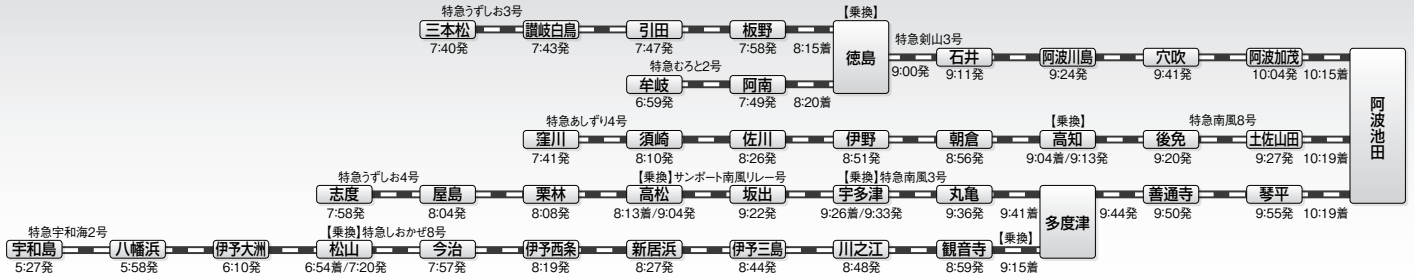 特急うずしお3号 【乗換】
三本松 讃岐白鳥 引田 板野
7:40発 7:43発 7:47発 7:58発 8:15着
徳島
特急剣山3号
石井 阿波川島 穴吹 阿波加茂
9:00発 9:11発 9:24発 9:41発 10:04発 10:15着
特急むろと2号
牟岐 阿南
6:59発 7:49発 8:20着
阿波池田
特急あしずり4号 【乗換】 特急南風8号
窪川 須崎 佐川 伊野 朝倉 高知 後免 土佐山田
7:41発 8:10発 8:26発 8:51発 8:56発 9:04着/9:13発 9:20発 9:27発 10:19着
特急うずしお4号 【乗換】サンポート南風リレー号 【乗換】特急南風3号
志度 屋島 栗林 高松 坂出 宇多津 丸亀
7:58発 8:04発 8:08発 8:13着/9:04発 9:22発 9:26着/9:33発 9:36発 9:41着
多度津
善通寺 琴平
9:44発 9:50発 9:55発 10:19着
特急宇和海2号 【乗換】特急しおかぜ8号 【乗換】
宇和島 八幡浜 伊予大洲 松山 今治 伊予西条 新居浜 伊予三島 川之江 観音寺
5:27発 5:58発 6:10発 6:54着/7:20発 7:57発 8:19発 8:27発 8:44発 8:48発 8:59発 9:15着